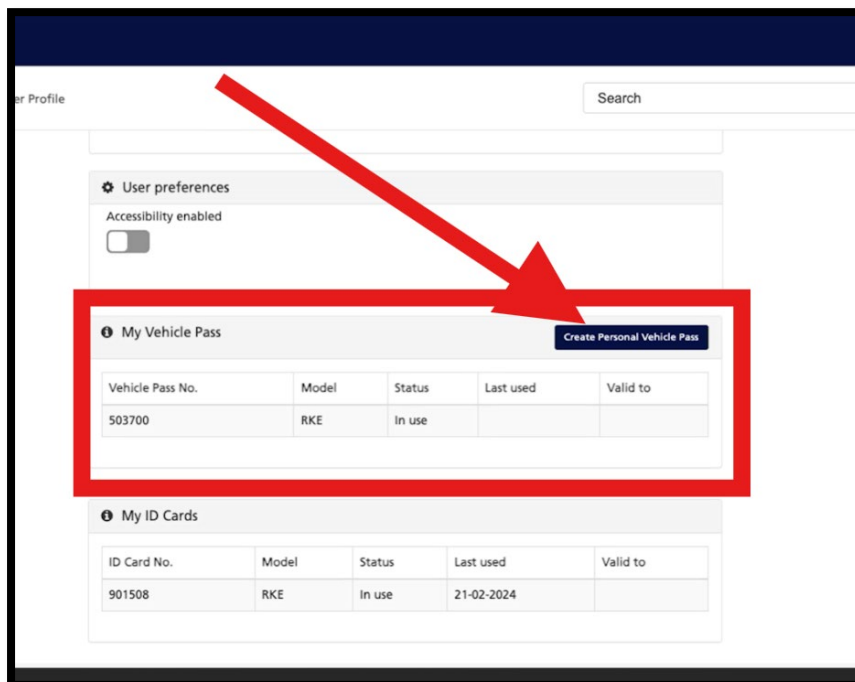 er Profile
Search
User preferences
Accessibility enabled
My Vehicle Pass
Create Personal Vehicle Pass
Vehicle Pass No. Model Status Last used Valid to
503700 RKE In use
My ID Cards
ID Card No. Model Status Last used Valid to
901508 RKE In use 21-02-2024